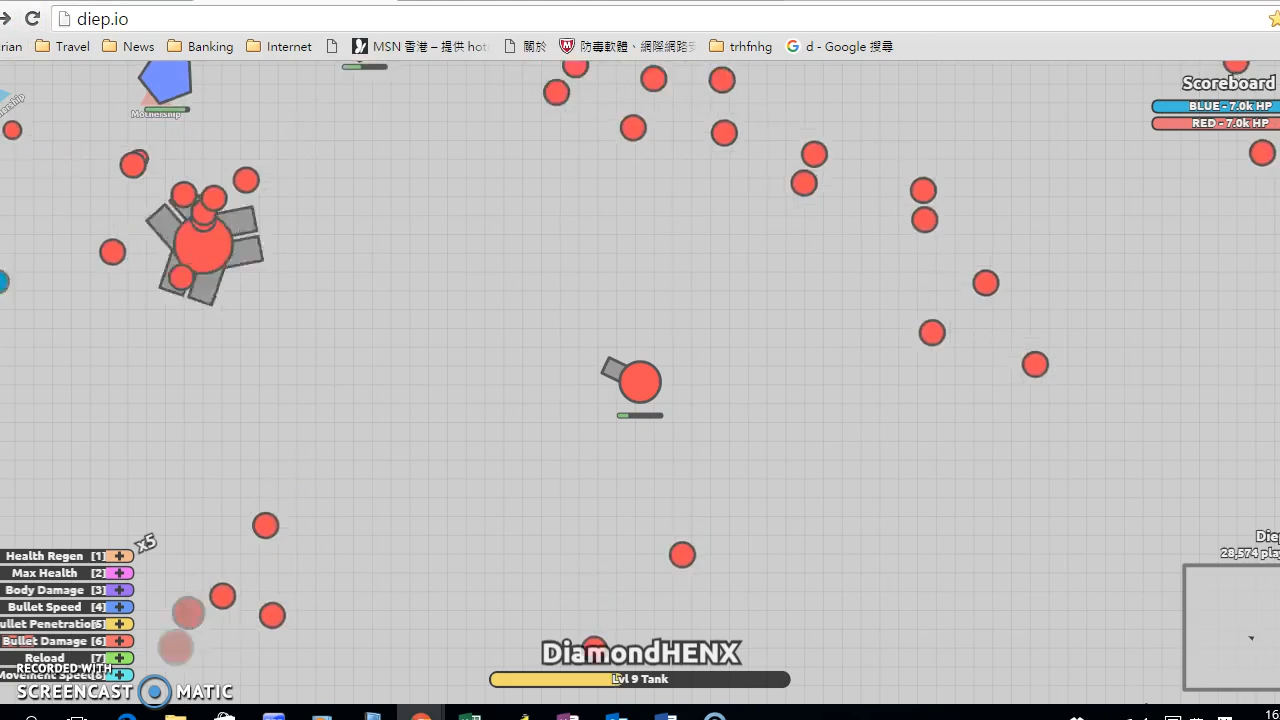 diep.io
rian Travel News Banking Internet MSN 香港 – 提供 hot 關於 防毒軟體、網際網路安 trhfnhg d - Google 搜尋
Mothership
Scoreboard
BLUE - 7.0k HP
RED - 7.0k HP
x5
Health Regen [1]
Max Health [2]
Body Damage [3]
Bullet Speed [4]
ullet Penetration[5]
Bullet Damage [6]
Reload [7]
Movement Speed[8]
RECORDED WITH
SCREENCAST MATIC
DiamondHENX
Lvl 9 Tank
Diep
28,574 play
16